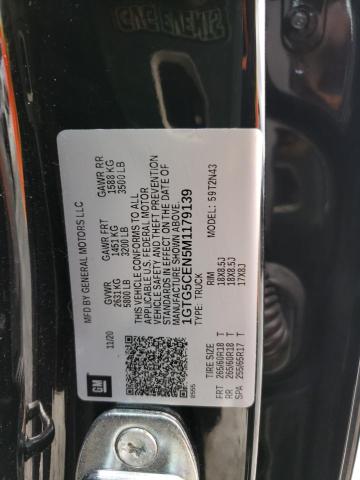 MFD BY GENERAL MOTORS LLC
11/20
GVWR
2631 KG
5800 LB
GAWR FRT
1451 KG
3200 LB
GAWR RR
1588 KG
3500 LB
THIS VEHICLE CONFORMS TO ALL
APPLICABLE U.S. FEDERAL MOTOR
VEHICLE SAFETY AND THEFT PREVENTION
STANDARDS IN EFFECT ON THE DATE OF
MANUFACTURE SHOWN ABOVE.
1GTG5CEN5M1179139
TYPE: TRUCK
MODEL: 59T2N43
TIRE SIZE RIM
FRT 265/60R18 T 18X8.5J
RR 265/60R18 T 18X8.5J
SPA 255/65R17 T 17X8J
GM